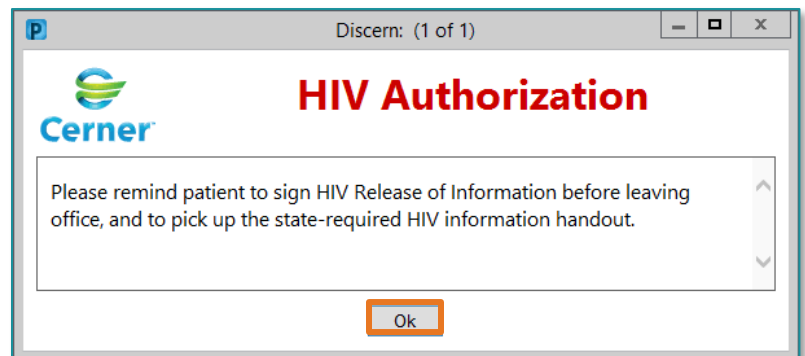 P Discern: (1 of 1) x
HIV Authorization
Cerner
Please remind patient to sign HIV Release of Information before leaving
office, and to pick up the state-required HIV information handout.
Ok